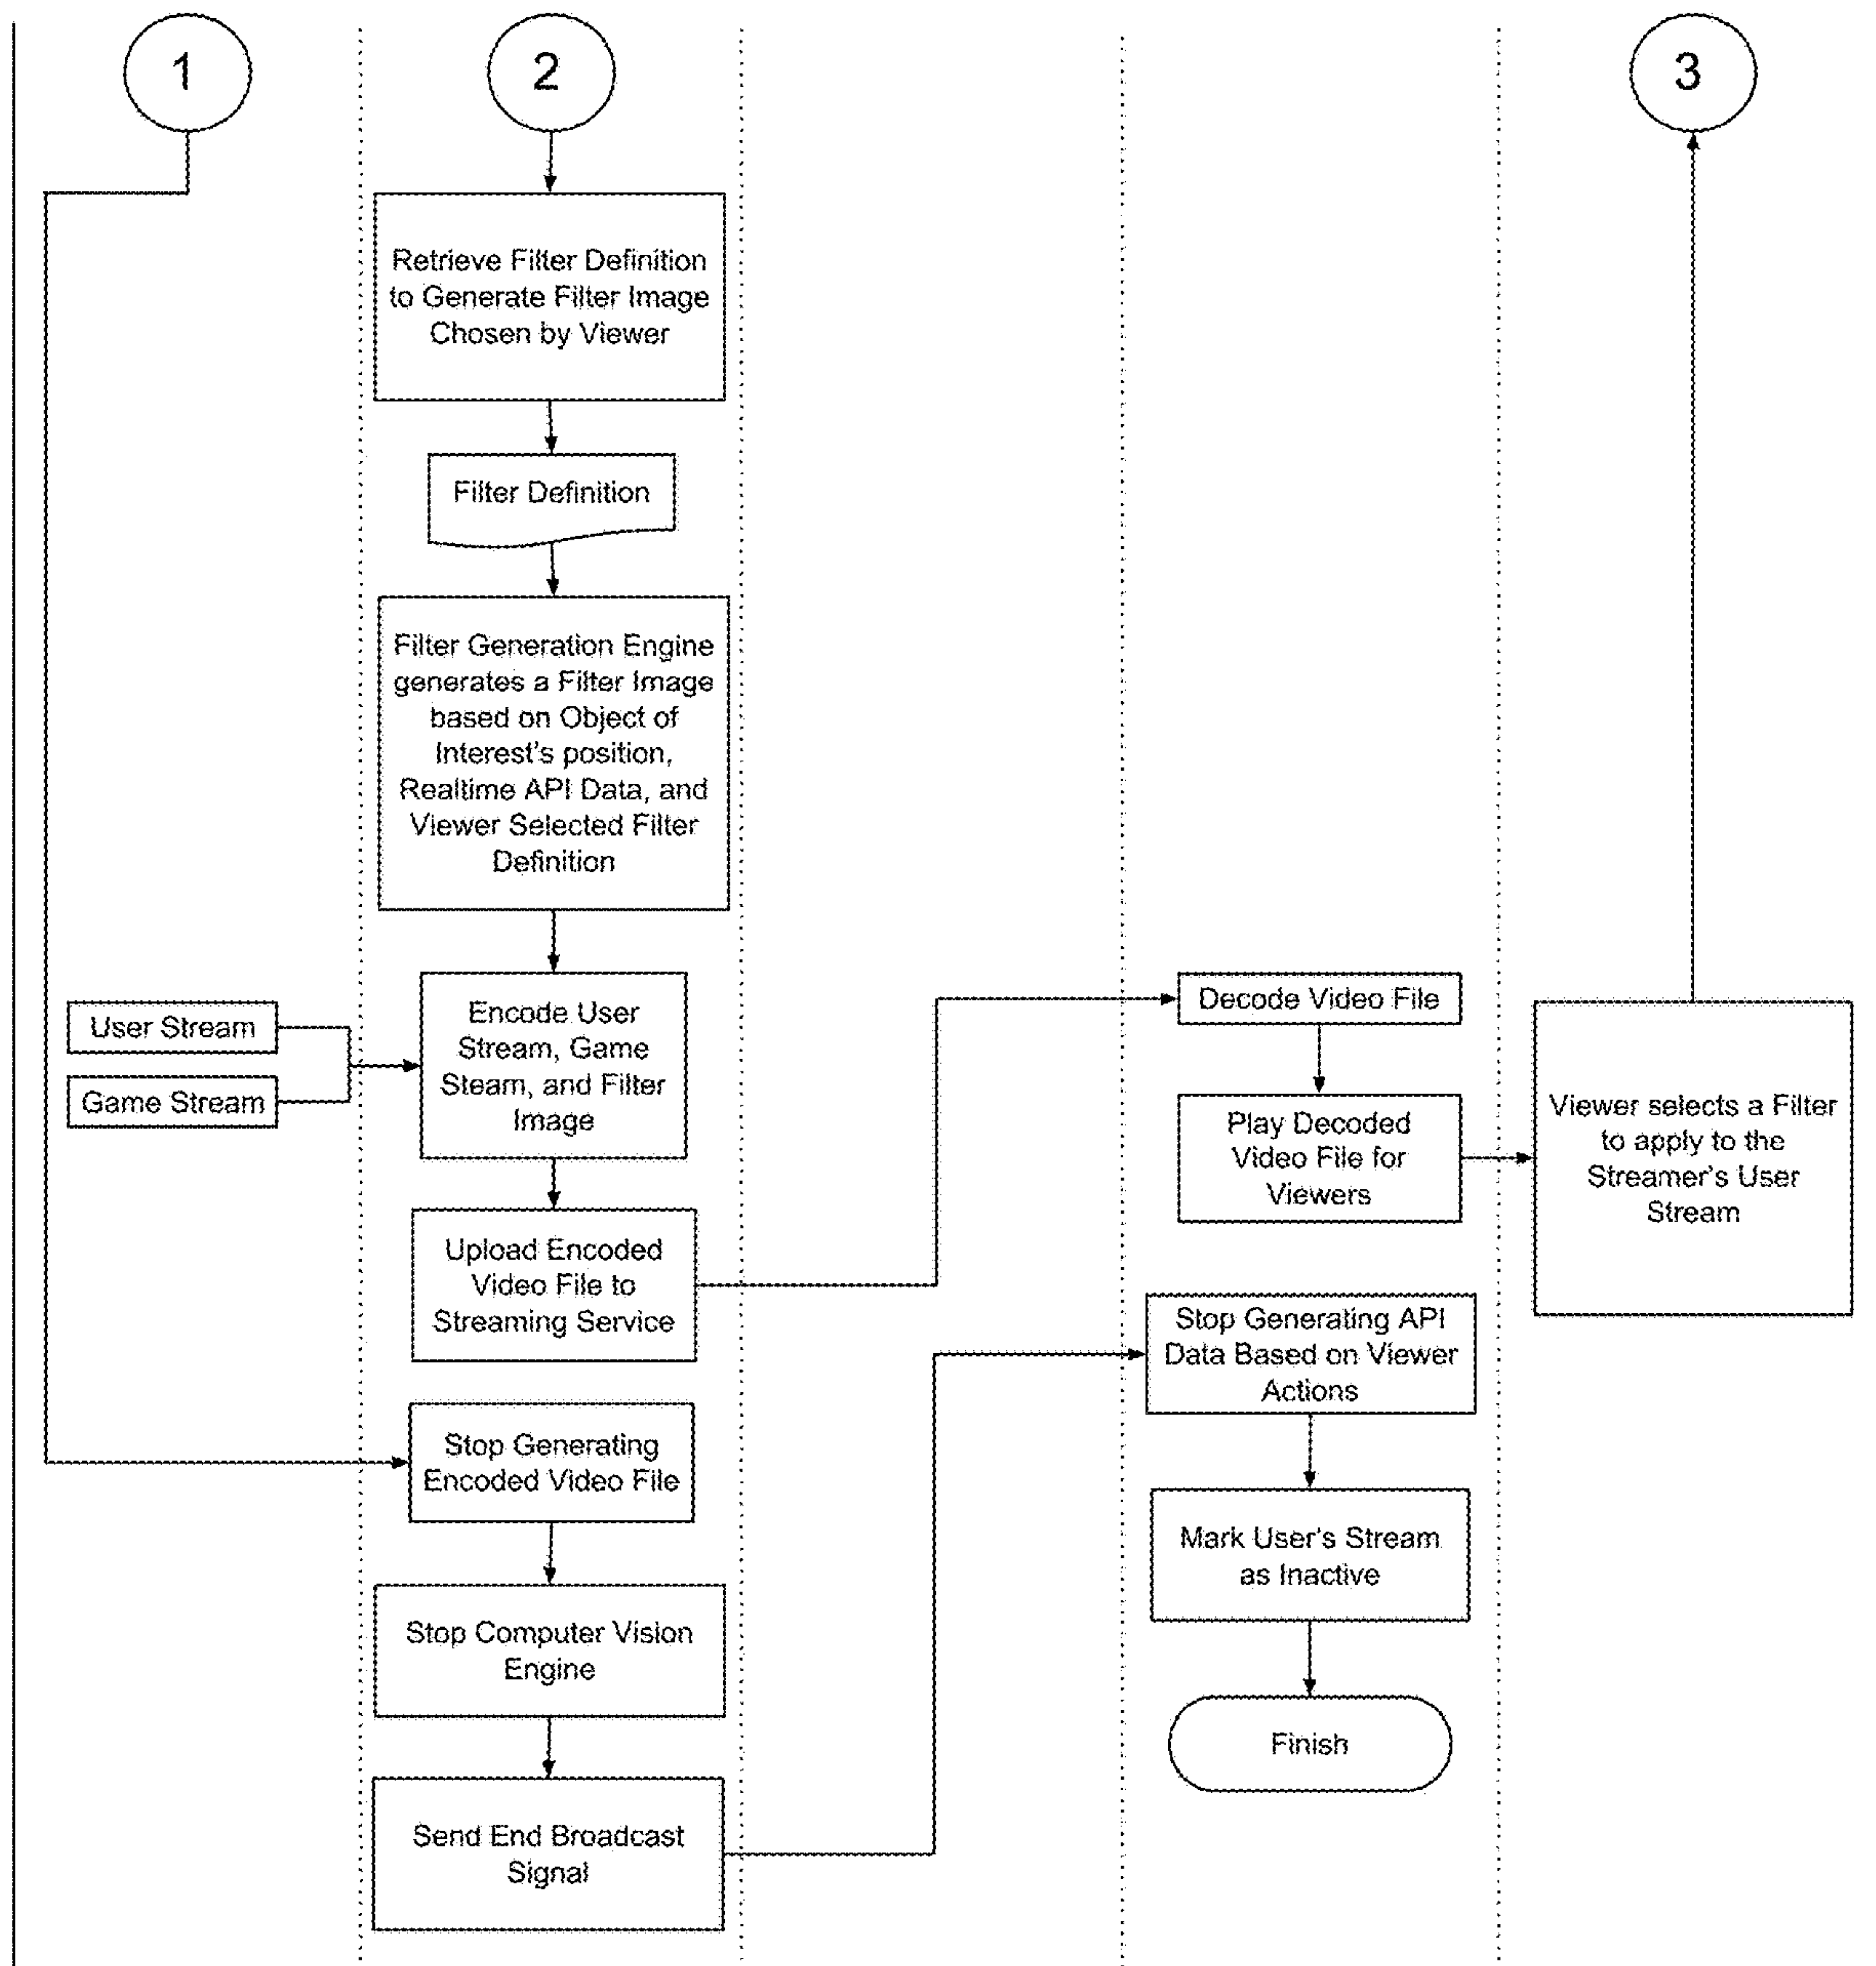 1
2
3
Retrieve Filter Definition
to Generate Filter Image
Chosen by Viewer
Filter Definition
Filter Generation Engine
generates a Filter Image
based on Object of
Interest's position,
Realtime API Data, and
Viewer Selected Filter
Definition
User Stream
Game Stream
Encode User
Stream, Game
Steam, and Filter
Image
Upload Encoded
Video File to
Streaming Service
Decode Video File
Play Decoded
Video File for
Viewers
Viewer selects a Filter
to apply to the
Streamer's User
Stream
Stop Generating
Encoded Video File
Stop Computer Vision
Engine
Send End Broadcast
Signal
Stop Generating API
Data Based on Viewer
Actions
Mark User's Stream
as Inactive
Finish